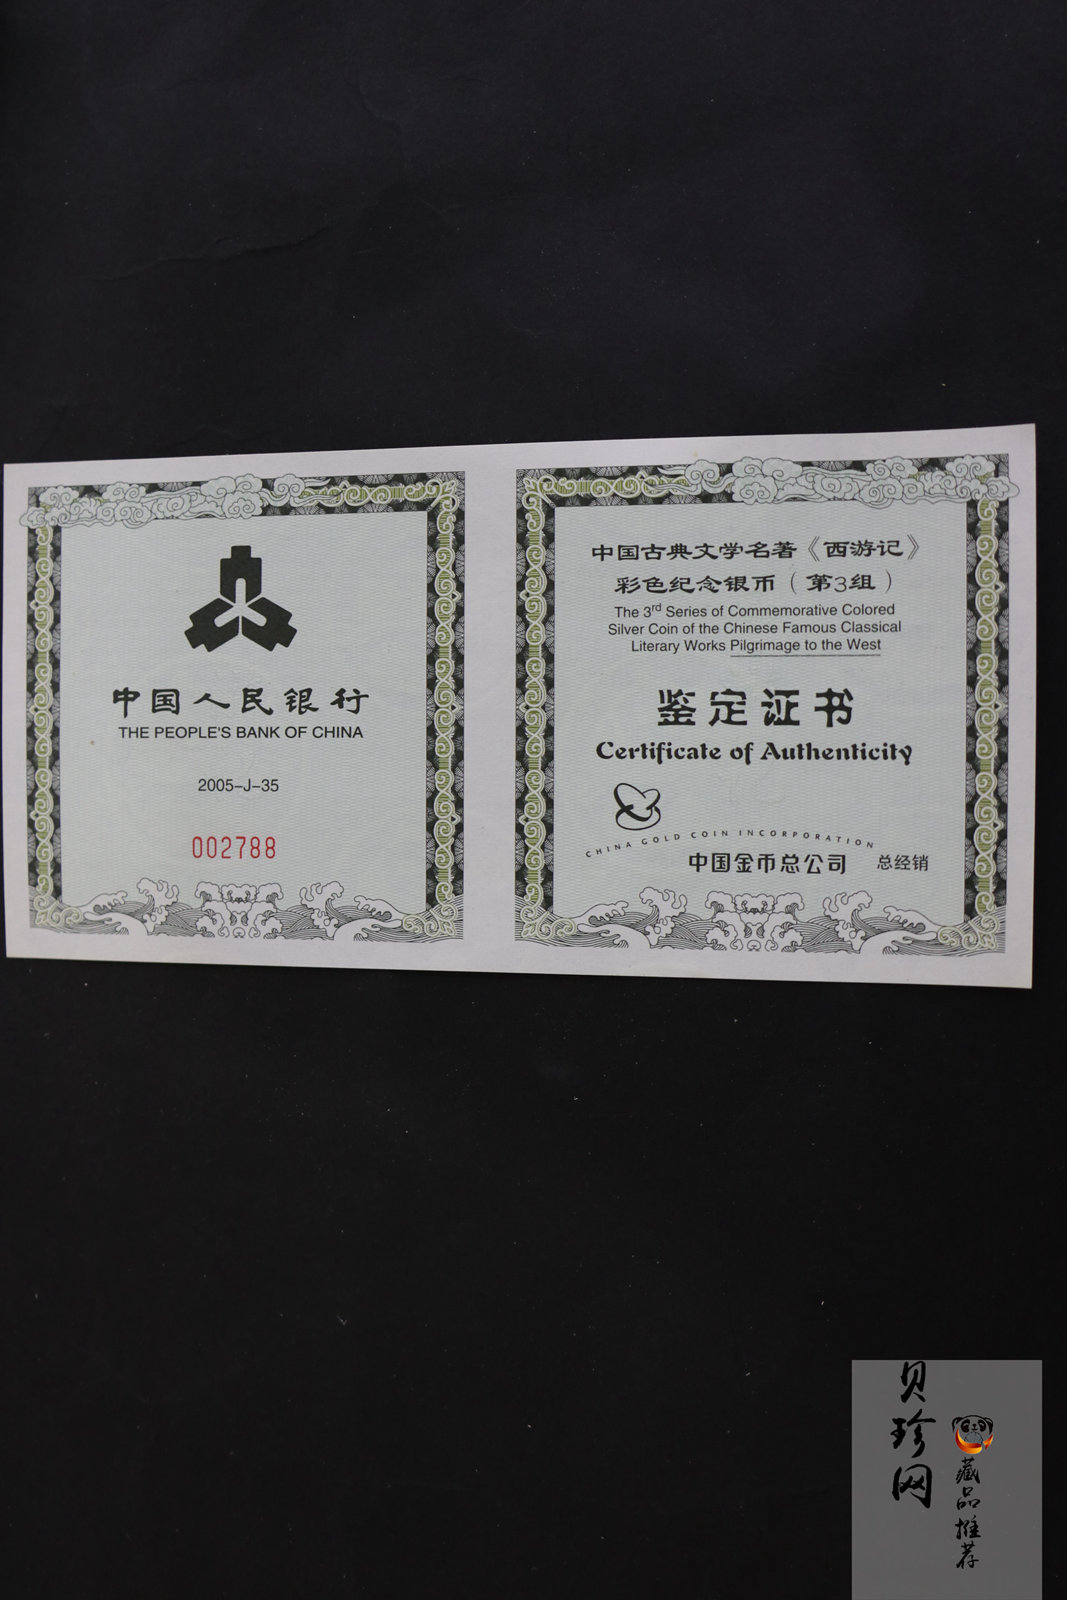 中国人民银行
THE PEOPLE'S BANK OF CHINA
2005-J-35
002788
中国古典文学名著《西游记》
彩色纪念银币（第3组）
The 3rd Series of Commemorative Colored
Silver Coin of the Chinese Famous Classical
Literary Works Pilgrimage to the West
鉴定证书
Certificate of Authenticity
CHINA GOLD COIN INCORPORATION
中国金币总公司 总经销
贝珍网
藏品推荐